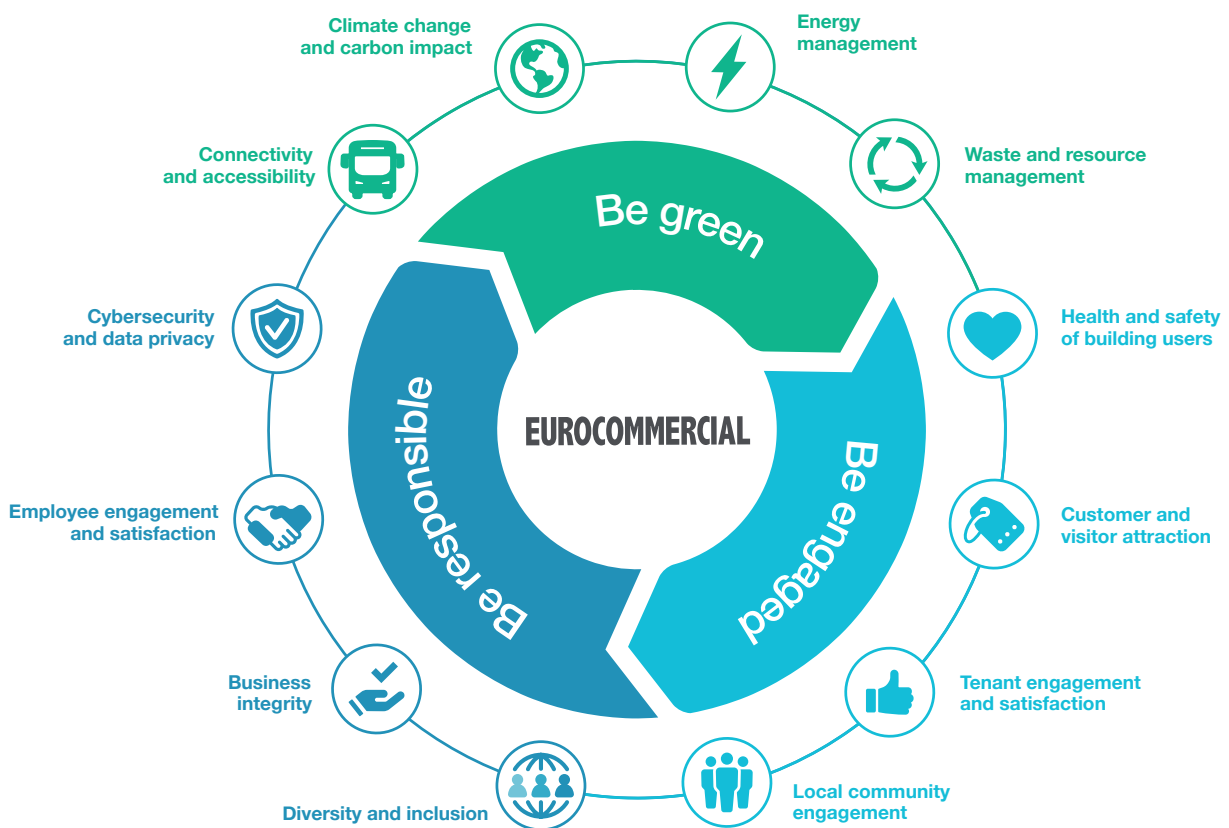 Climate change
and carbon impact
Energy
management
Connectivity
and accessibility
Waste and resource
management
Be green
Cybersecurity
and data privacy
Health and safety
of building users
EUROCOMMERCIAL
Be responsible
Be engaged
Employee engagement
and satisfaction
Customer and
visitor attraction
Business
integrity
Tenant engagement
and satisfaction
Diversity and inclusion
Local community
engagement